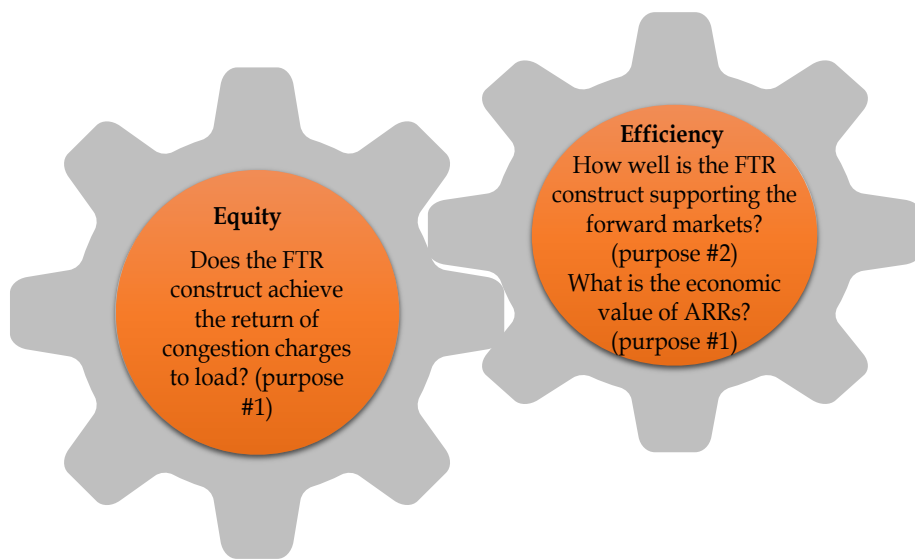 Equity
Does the FTR
construct achieve
the return of
congestion charges
to load? (purpose
#1)
Efficiency
How well is the FTR
construct supporting the
forward markets?
(purpose #2)
What is the economic
value of ARRs?
(purpose #1)